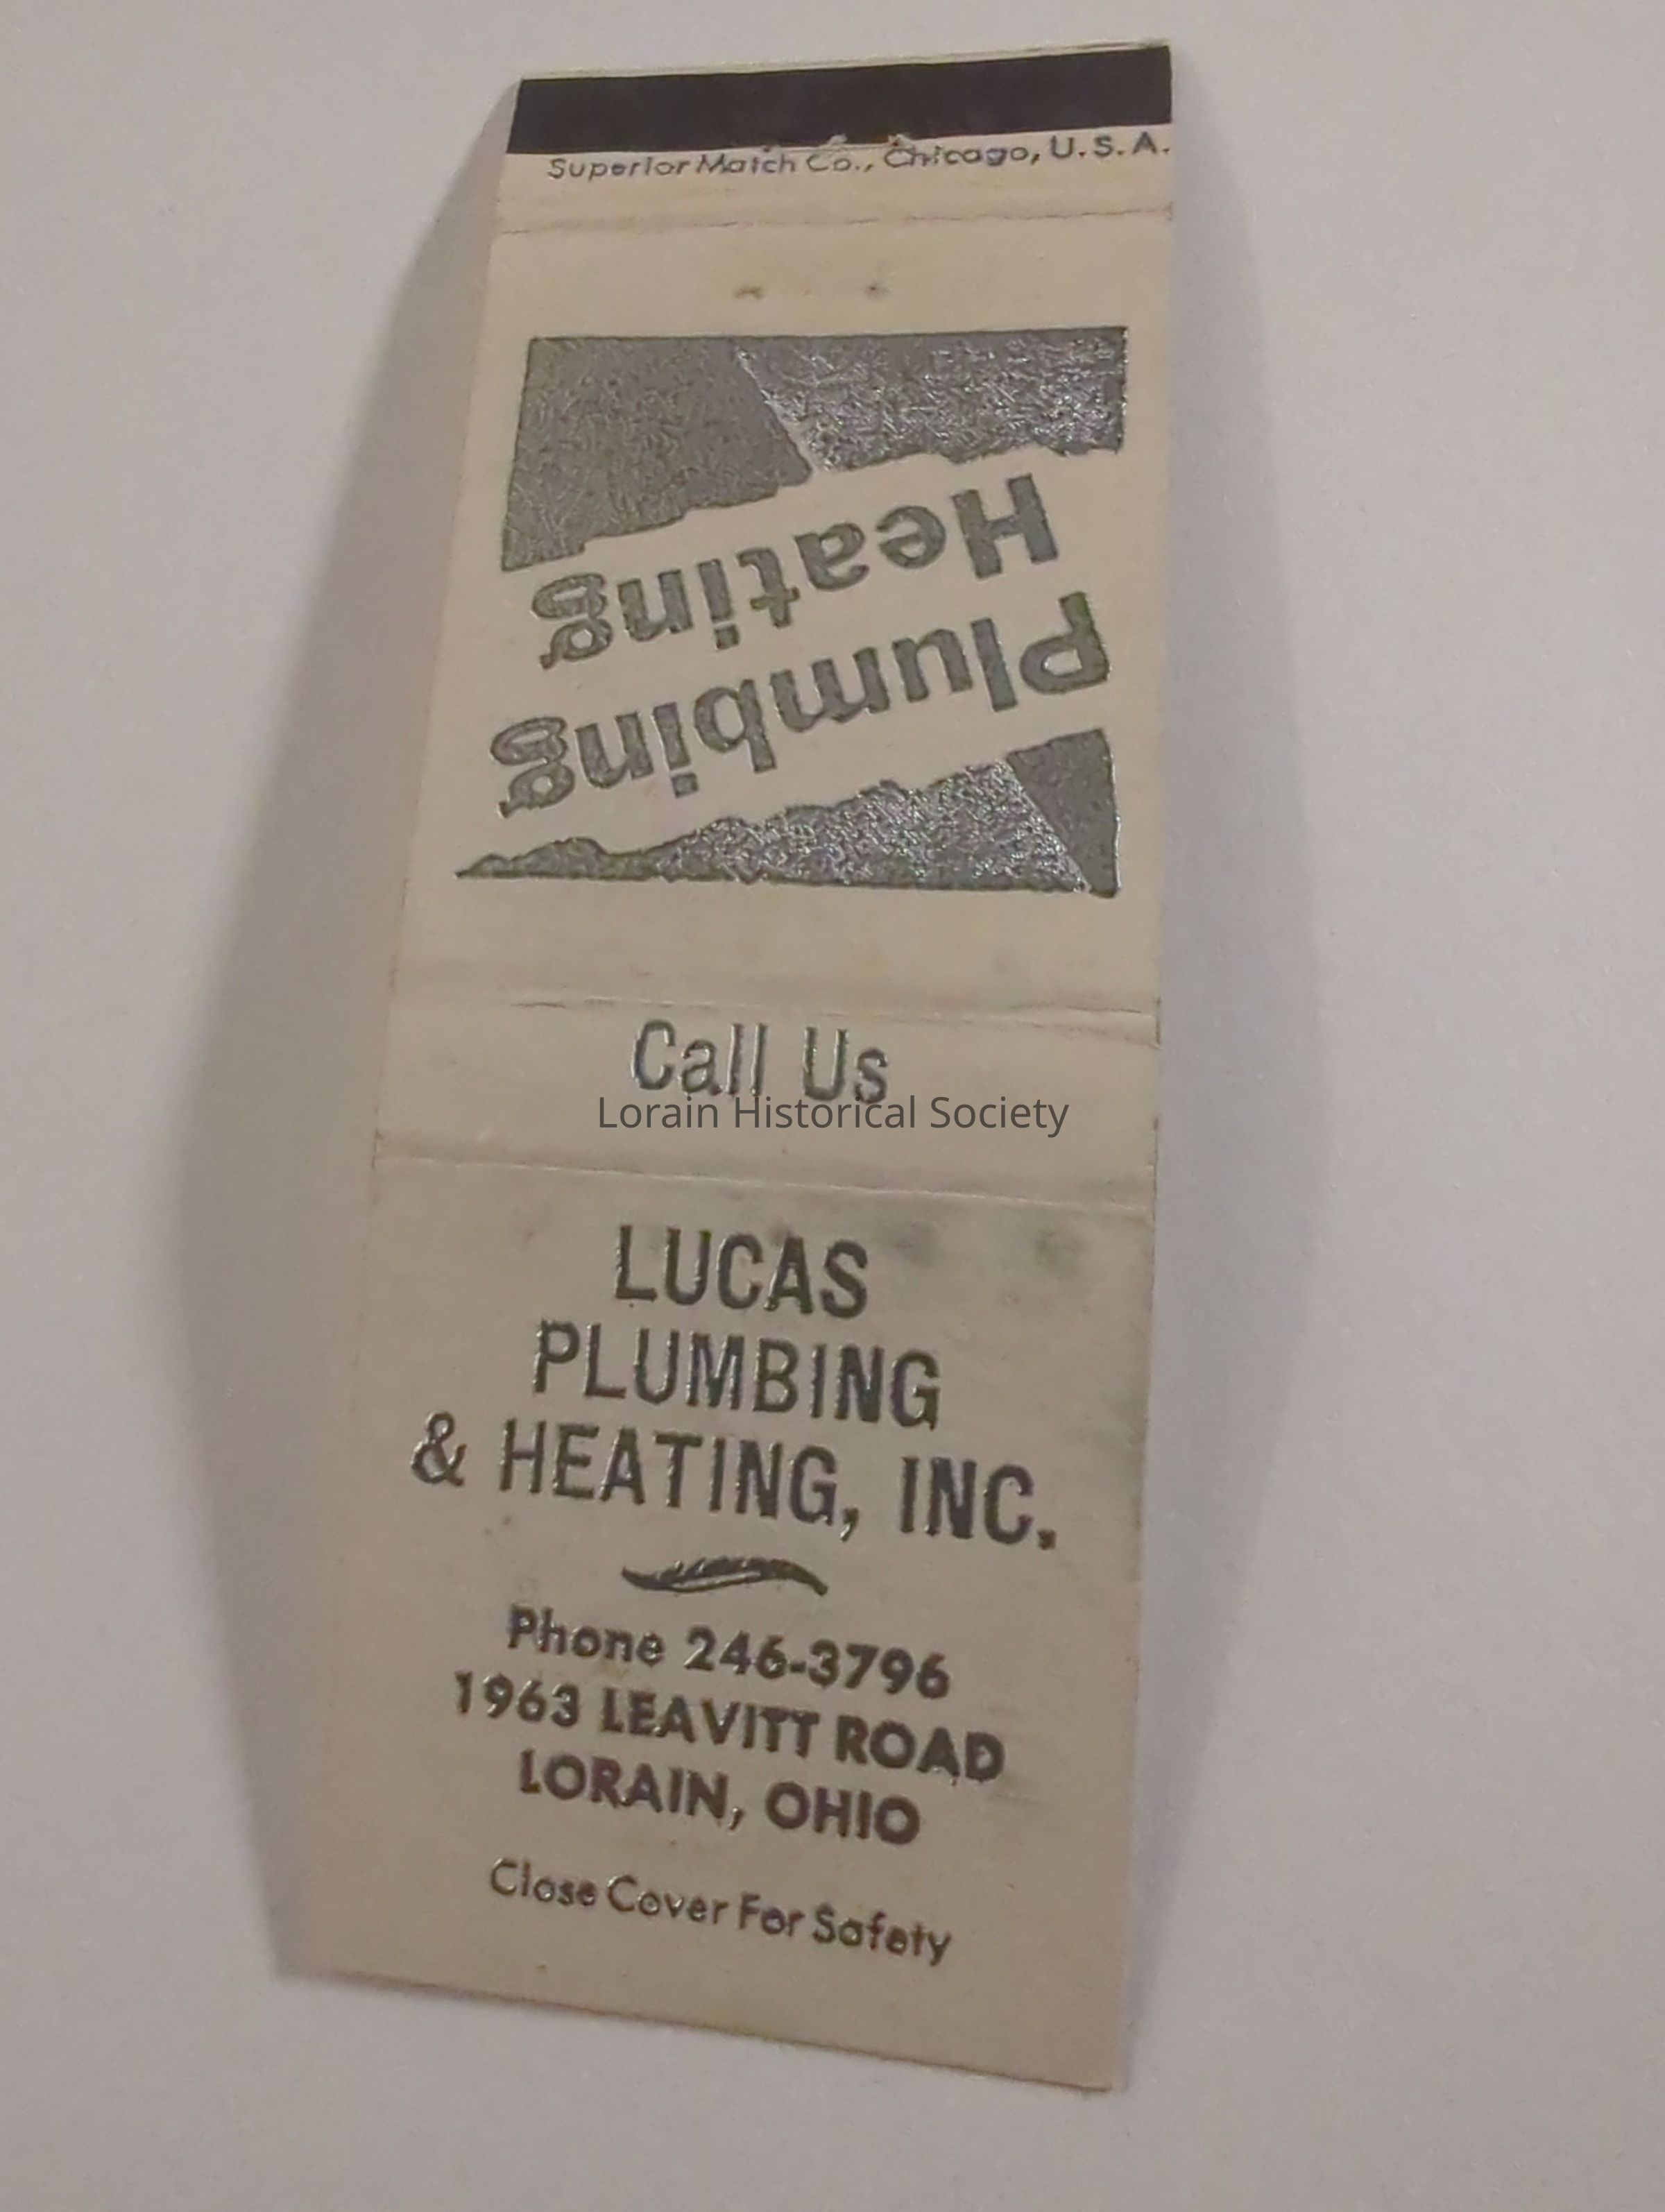 Superior Match Co., Chicago, U.S.A.
Plumbing
Heating
Call Us
Lorain Historical Society
LUCAS
PLUMBING
& HEATING, INC.
Phone 246-3796
1963 LEAVITT ROAD
LORAIN, OHIO
Close Cover For Safety